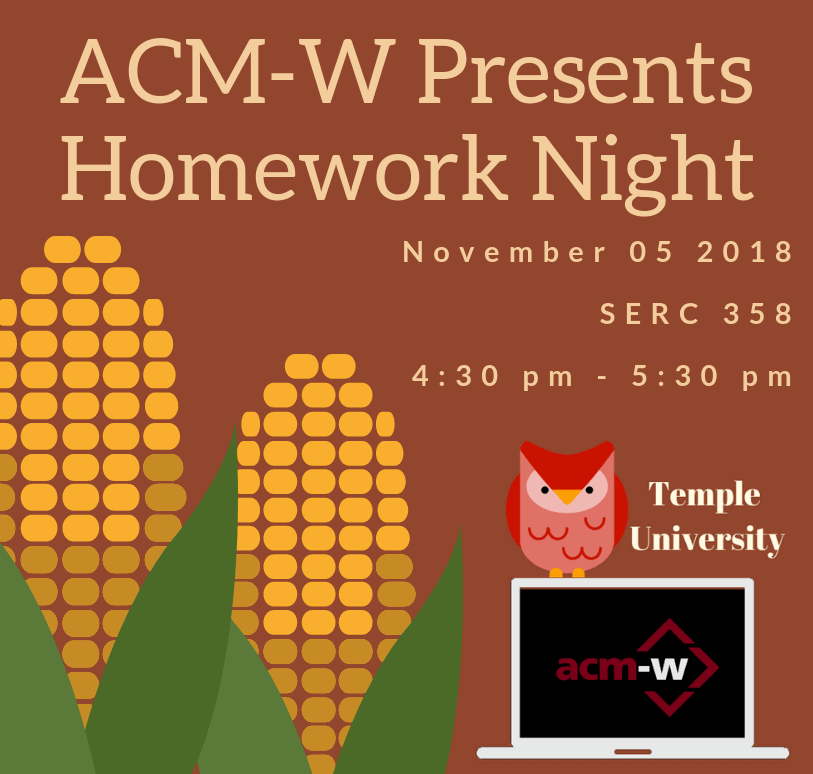 ACM-W Presents
Homework Night
November 05 2018
SERC 358
4:30 pm - 5:30 pm
Temple
University
acm-w